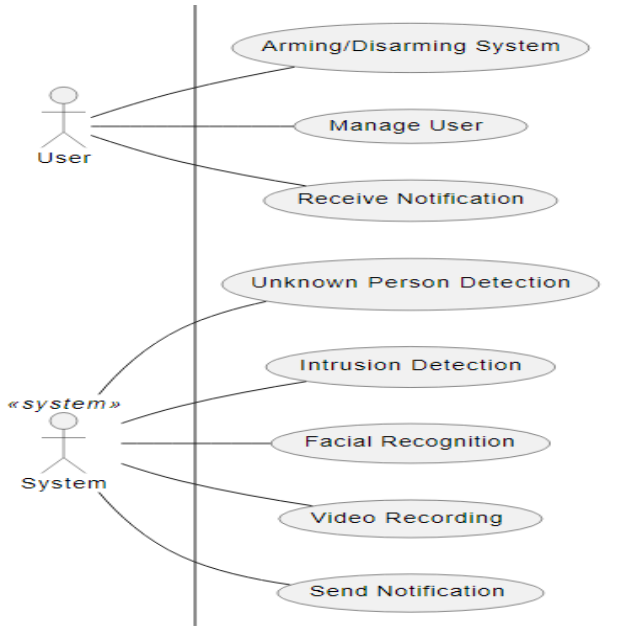 Arming/Disarming System
Manage User
User
Receive Notification
Unknown Person Detection
Intrusion Detection
«system»
Facial Recognition
System
Video Recording
Send Notification